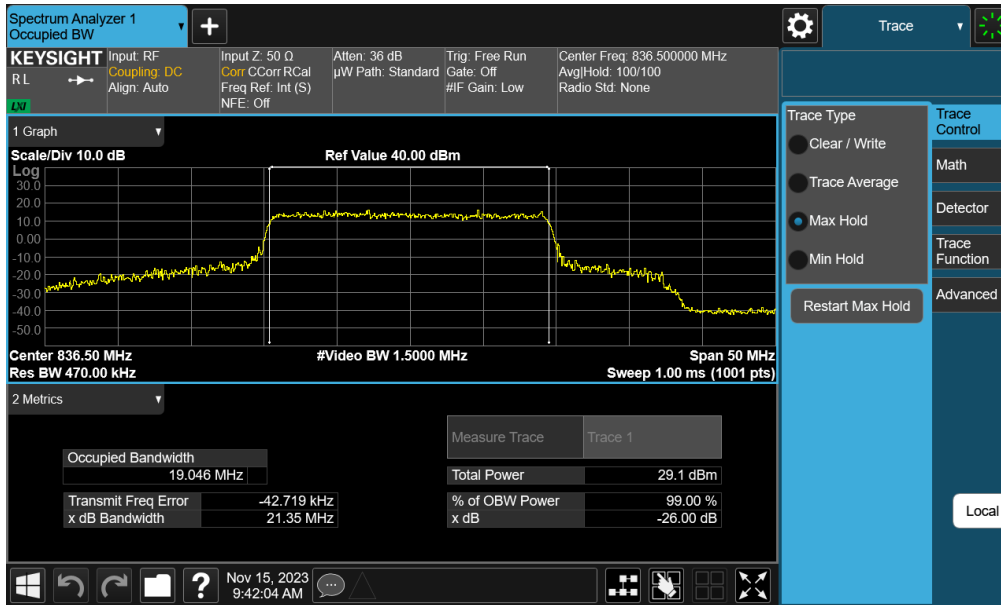 Spectrum Analyzer 1
Occupied BW
+
Trace
KEYSIGHT
R L
LXI
Input: RF
Coupling: DC
Align: Auto
Input Z: 50 Ω
Corr CCorr RCal
Freq Ref: Int (S)
NFE: Off
Atten: 36 dB
µW Path: Standard
Trig: Free Run
Gate: Off
#IF Gain: Low
Center Freq: 836.500000 MHz
Avg|Hold: 100/100
Radio Std: None
1 Graph
Scale/Div 10.0 dB
Ref Value 40.00 dBm
Log
30.0
20.0
10.0
0.00
-10.0
-20.0
-30.0
-40.0
-50.0
Center 836.50 MHz
#Video BW 1.5000 MHz
Span 50 MHz
Res BW 470.00 kHz
Sweep 1.00 ms (1001 pts)
2 Metrics
Measure Trace
Trace 1
Occupied Bandwidth
19.046 MHz
Total Power
29.1 dBm
Transmit Freq Error
-42.719 kHz
% of OBW Power
99.00 %
x dB Bandwidth
21.35 MHz
x dB
-26.00 dB
?
Nov 15, 2023
9:42:04 AM
Trace Type
Clear / Write
Trace Average
Max Hold
Min Hold
Restart Max Hold
Trace
Control
Math
Detector
Trace
Function
Advanced
Local